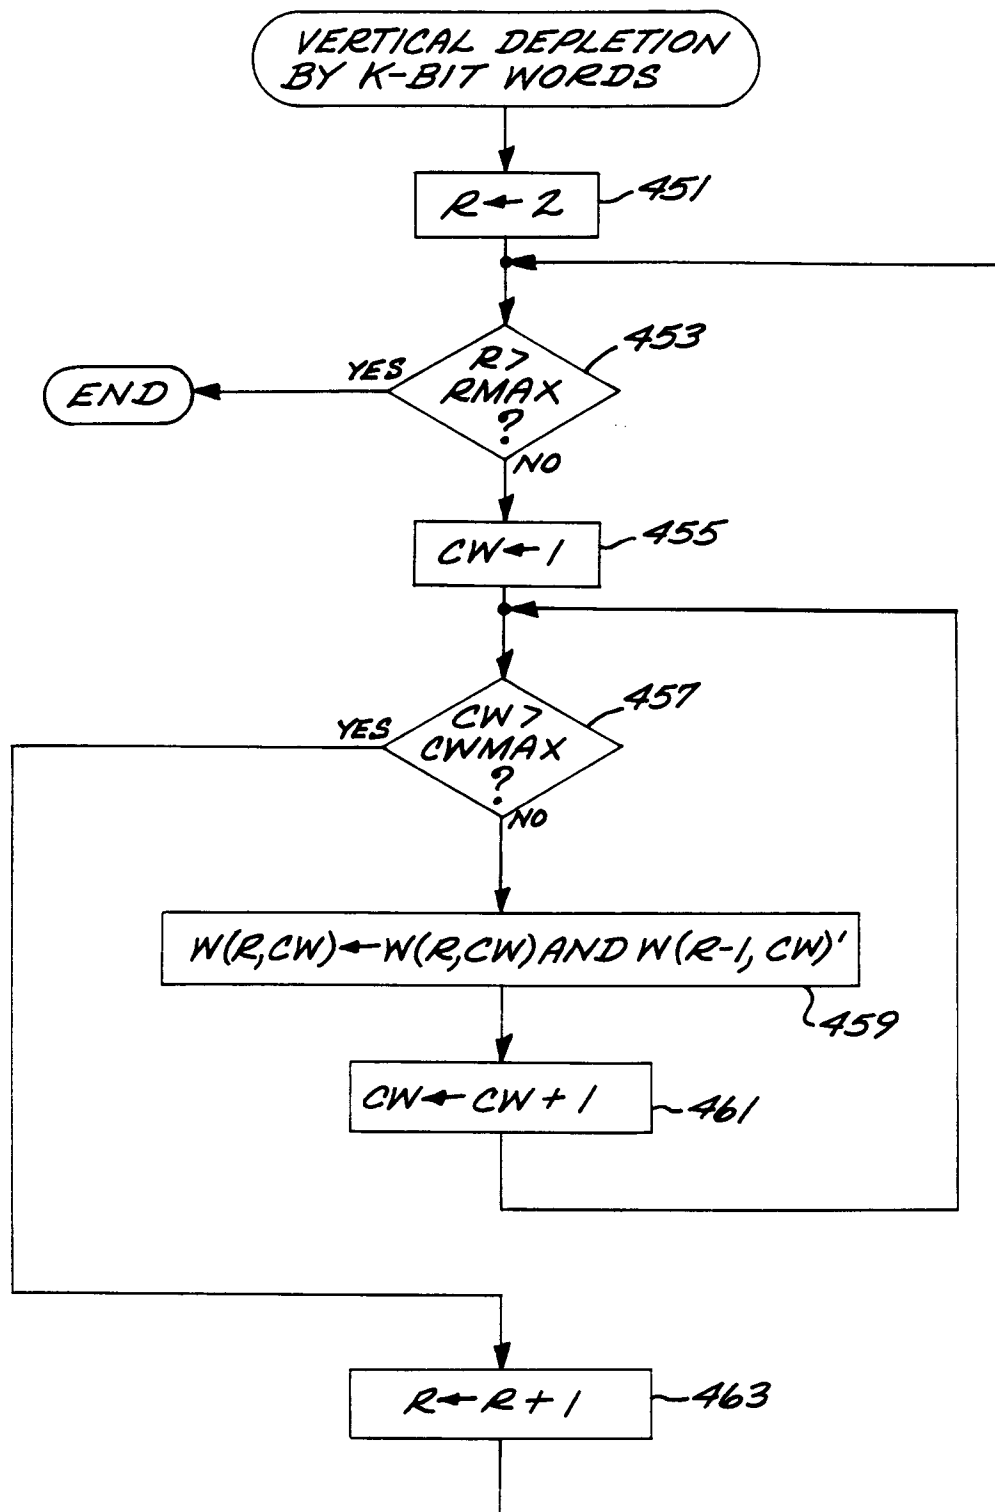 VERTICAL DEPLETION
BY K-BIT WORDS
R←2
451
R>
RMAX
?
453
YES
END
NO
CW←1
455
CW>
CWMAX
?
457
YES
NO
W(R,CW)←W(R,CW)AND W(R-1, CW)'
459
CW←CW+1
461
R←R+1
463